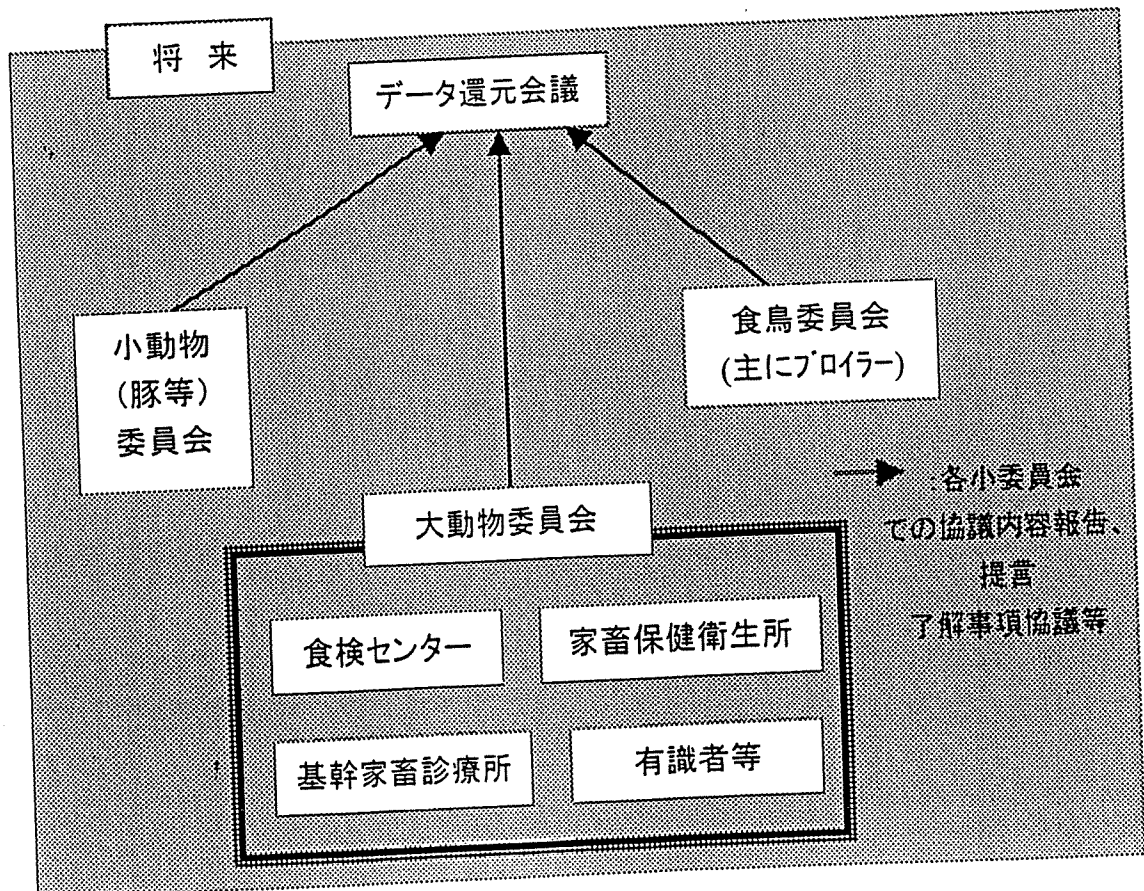 将 来
データ還元会議
小動物
(豚等)
委員会
食鳥委員会
(主にブロイラー)
:各小委員会
での協議内容報告、
提言
了解事項協議等
大動物委員会
食検センター
家畜保健衛生所
基幹家畜診療所
有識者等